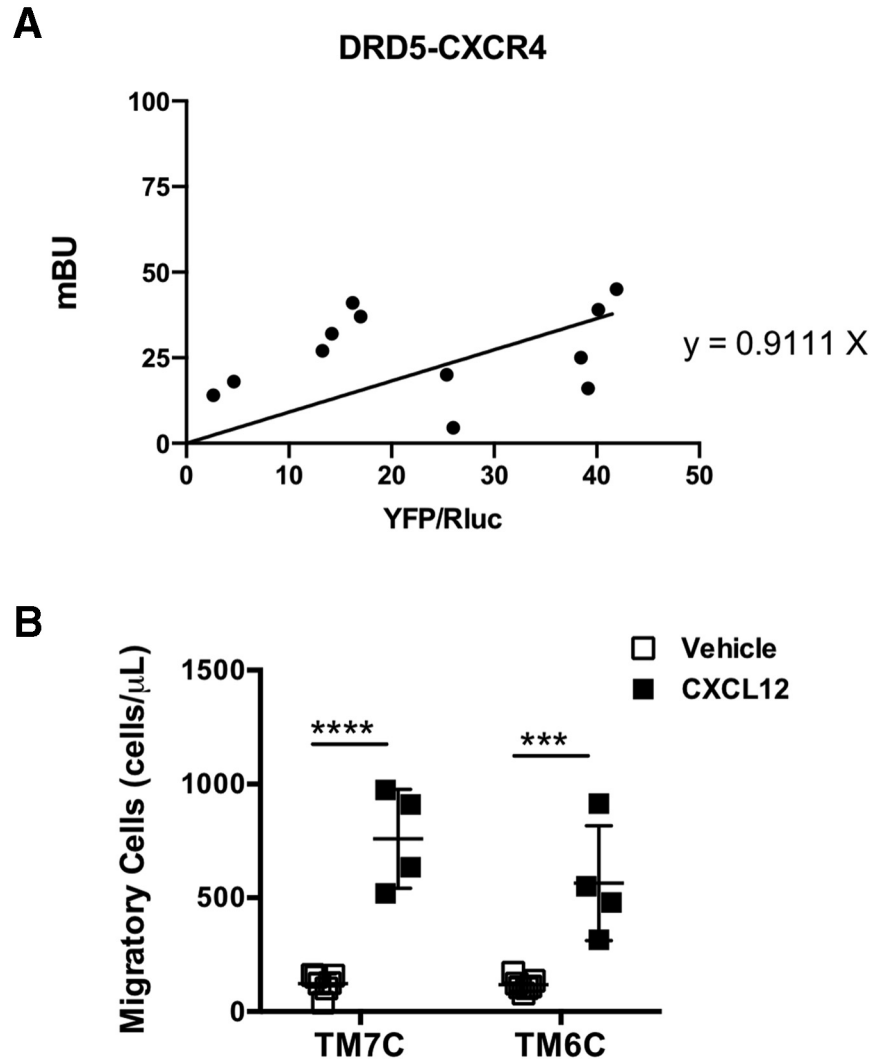 A
DRD5-CXCR4
100
75
50
25
0
mBU
0 10 20 30 40 50
YFP/Rluc
y = 0.9111 X
B
Vehicle
CXCL12
1500
1000
500
0
Migratory Cells (cells/μL)
**** ***
TM7C TM6C